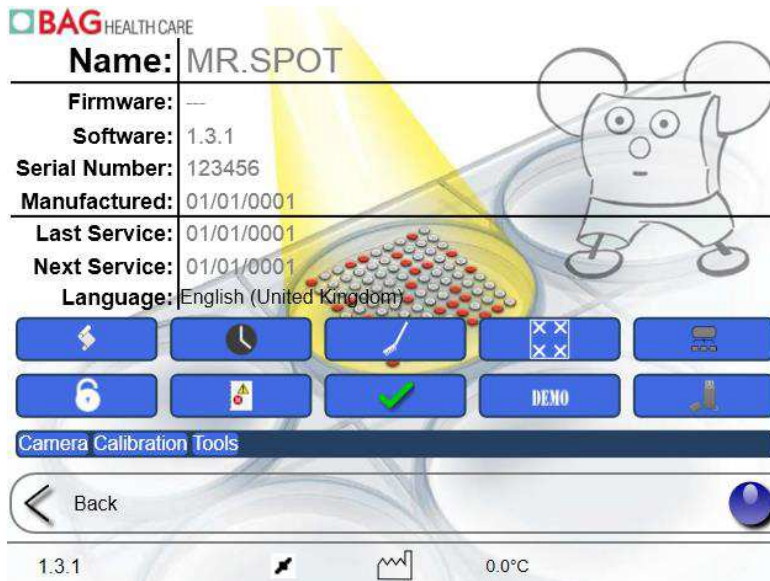 BAG HEALTH CARE
Name: MR.SPOT
Firmware: ---
Software: 1.3.1
Serial Number: 123456
Manufactured: 01/01/0001
Last Service: 01/01/0001
Next Service: 01/01/0001
Language: English (United Kingdom)
DEMO
Camera Calibration Tools
Back
1.3.1 0.0°C